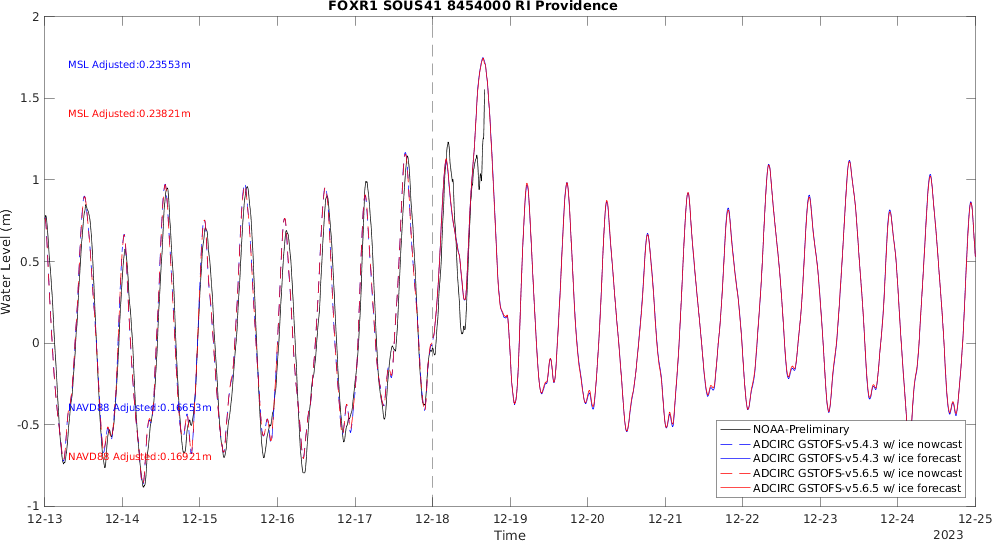 FOXR1 SOUS41 8454000 RI Providence
2
MSL Adjusted:0.23553m
1.5
MSL Adjusted:0.23821m
1
0.5
Water Level (m)
0
NAVD88 Adjusted:0.16653m
-0.5
NAVD88 Adjusted:0.16921m
-1
NOAA-Preliminary
ADCIRC GSTOFS-v5.4.3 w/ ice nowcast
ADCIRC GSTOFS-v5.4.3 w/ ice forecast
ADCIRC GSTOFS-v5.6.5 w/ ice nowcast
ADCIRC GSTOFS-v5.6.5 w/ ice forecast
12-13 12-14 12-15 12-16 12-17 12-18 12-19 12-20 12-21 12-22 12-23 12-24 12-25
Time
2023